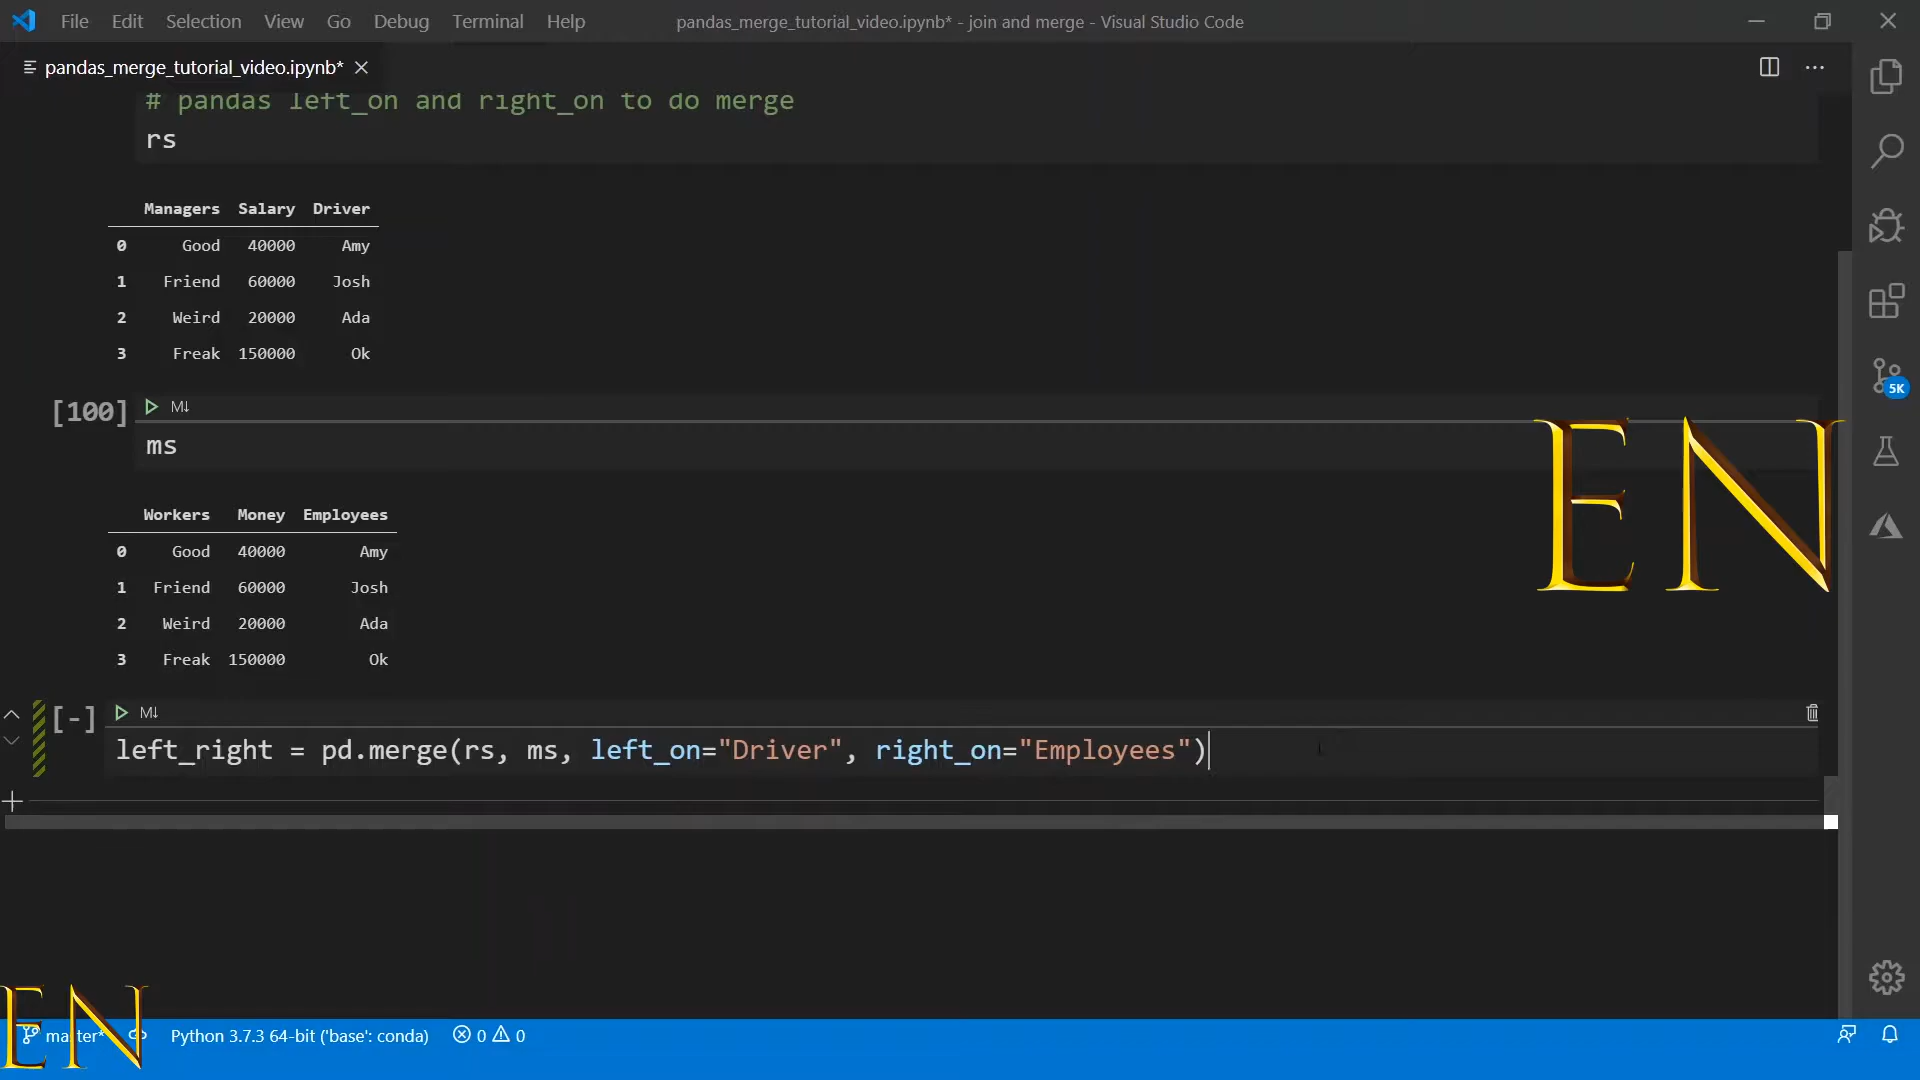 File Edit Selection View Go Debug Terminal Help pandas_merge_tutorial_video.ipynb* - join and merge - Visual Studio Code
pandas_merge_tutorial_video.ipynb*
# pandas left_on and right_on to do merge
rs
Managers Salary Driver
0 Good 40000 Amy
1 Friend 60000 Josh
2 Weird 20000 Ada
3 Freak 150000 Ok
5K
[100] M↓
ms
EN
Workers Money Employees
0 Good 40000 Amy
1 Friend 60000 Josh
2 Weird 20000 Ada
3 Freak 150000 Ok
[-] M↓
left_right = pd.merge(rs, ms, left_on="Driver", right_on="Employees")
EN
master* Python 3.7.3 64-bit ('base': conda) 0 0